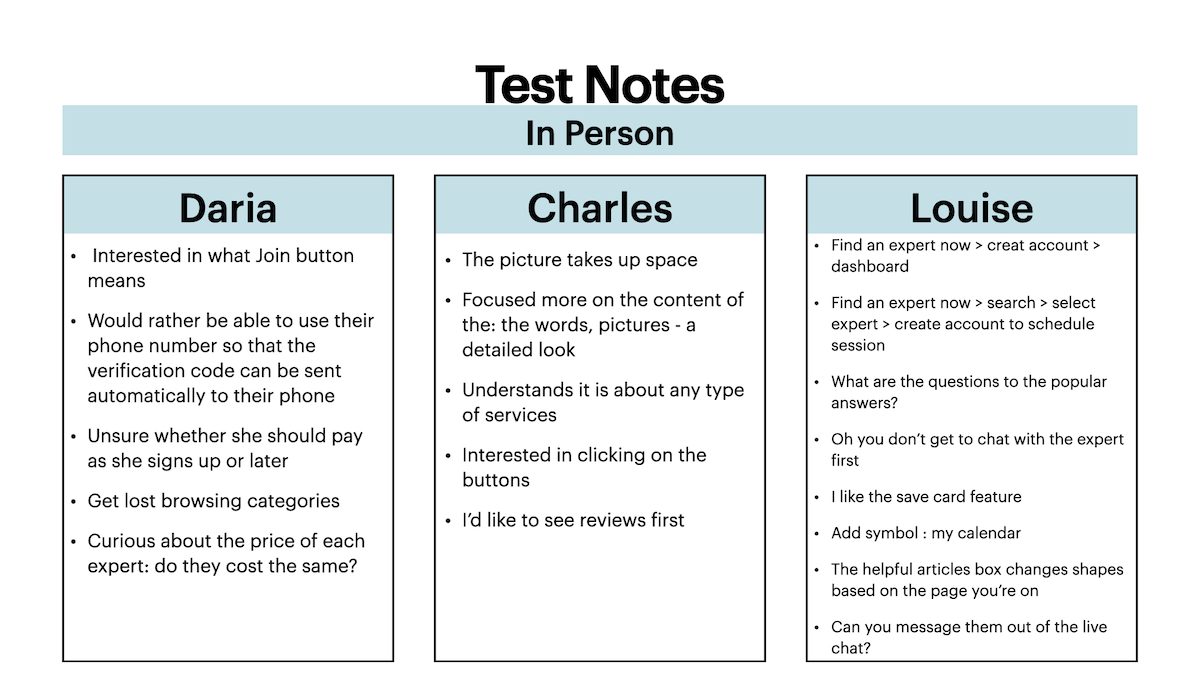 Test Notes
In Person
Daria
• Interested in what Join button
means
• Would rather be able to use their
phone number so that the
verification code can be sent
automatically to their phone
• Unsure whether she should pay
as she signs up or later
• Get lost browsing categories
• Curious about the price of each
expert: do they cost the same?
Charles
• The picture takes up space
• Focused more on the content of
the: the words, pictures - a
detailed look
• Understands it is about any type
of services
• Interested in clicking on the
buttons
• I’d like to see reviews first
Louise
• Find an expert now > creat account >
dashboard
• Find an expert now > search > select
expert > create account to schedule
session
• What are the questions to the popular
answers?
• Oh you don’t get to chat with the expert
first
• I like the save card feature
• Add symbol : my calendar
• The helpful articles box changes shapes
based on the page you’re on
• Can you message them out of the live
chat?